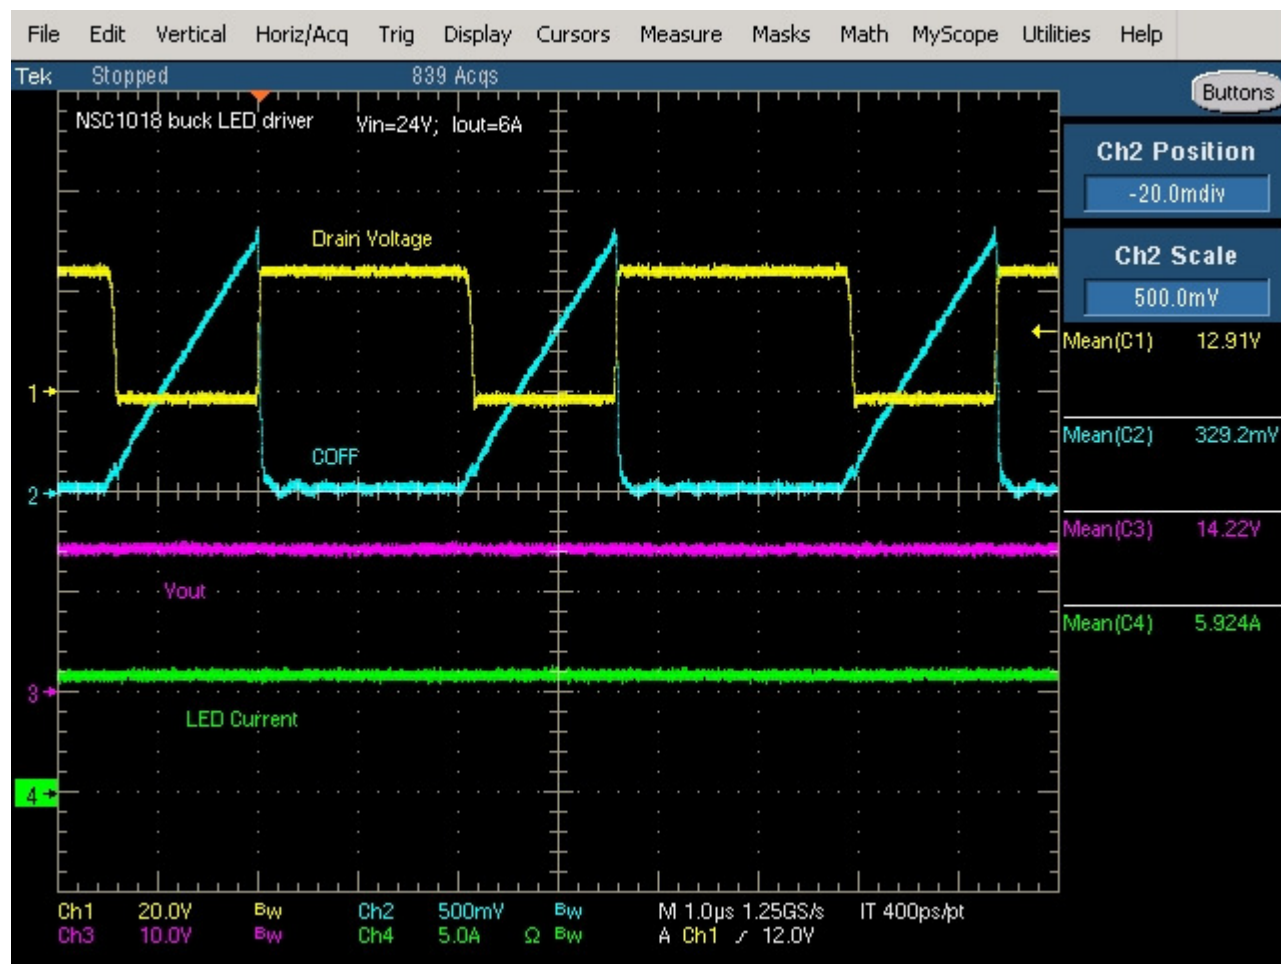 File Edit Vertical Horiz/Acq Trig Display Cursors Measure Masks Math MyScope Utilities Help
Tek Stopped 839 Acqs
Buttons
NSC1018 buck LED driver Vin=24V; Iout=6A
Ch2 Position
-20.0mdiv
Drain Voltage
Ch2 Scale
500.0mV
Mean(C1) 12.91V
1
Mean(C2) 329.2mV
COFF
2
Mean(C3) 14.22V
Vout
Mean(C4) 5.924A
3
LED Current
4
Ch1 20.0V Bw Ch2 500mV Bw M 1.0µs 1.25GS/s IT 400ps/pt
Ch3 10.0V Bw Ch4 5.0A Ω Bw A Ch1 / 12.0V